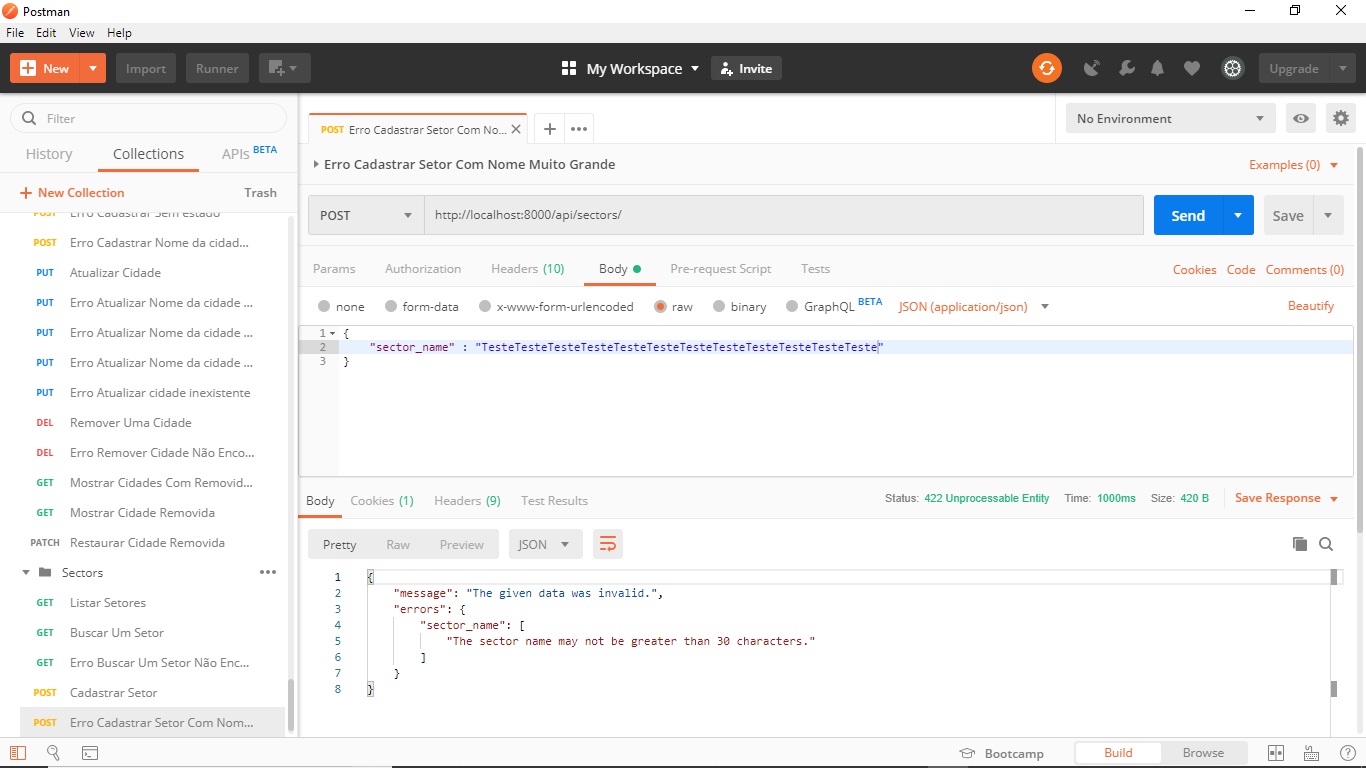 Postman
File Edit View Help
New Import Runner My Workspace Invite Upgrade
Filter
History Collections APIs BETA
New Collection Trash
POST Erro Cadastrar Sem estado
POST Erro Cadastrar Nome da cidad...
PUT Atualizar Cidade
PUT Erro Atualizar Nome da cidade ...
PUT Erro Atualizar Nome da cidade ...
PUT Erro Atualizar Nome da cidade ...
PUT Erro Atualizar cidade inexistente
DEL Remover Uma Cidade
DEL Erro Remover Cidade Não Enco...
GET Mostrar Cidades Com Removid...
GET Mostrar Cidade Removida
PATCH Restaurar Cidade Removida
Sectors
GET Listar Setores
GET Buscar Um Setor
GET Erro Buscar Um Setor Não Enc...
POST Cadastrar Setor
POST Erro Cadastrar Setor Com Nom...
POST Erro Cadastrar Setor Com No...
No Environment
Erro Cadastrar Setor Com Nome Muito Grande
Examples (0)
POST http://localhost:8000/api/sectors/ Send Save
Params Authorization Headers (10) Body Pre-request Script Tests Cookies Code Comments (0)
none form-data x-www-form-urlencoded raw binary GraphQL BETA JSON (application/json) Beautify
1 {
2 "sector_name" : "TesteTesteTesteTesteTesteTesteTesteTesteTesteTesteTesteTeste"
3 }
Body Cookies (1) Headers (9) Test Results Status: 422 Unprocessable Entity Time: 1000ms Size: 420 B Save Response
Pretty Raw Preview JSON
1 {
2 "message": "The given data was invalid.",
3 "errors": {
4 "sector_name": [
5 "The sector name may not be greater than 30 characters."
6 ]
7 }
8 }
Bootcamp Build Browse